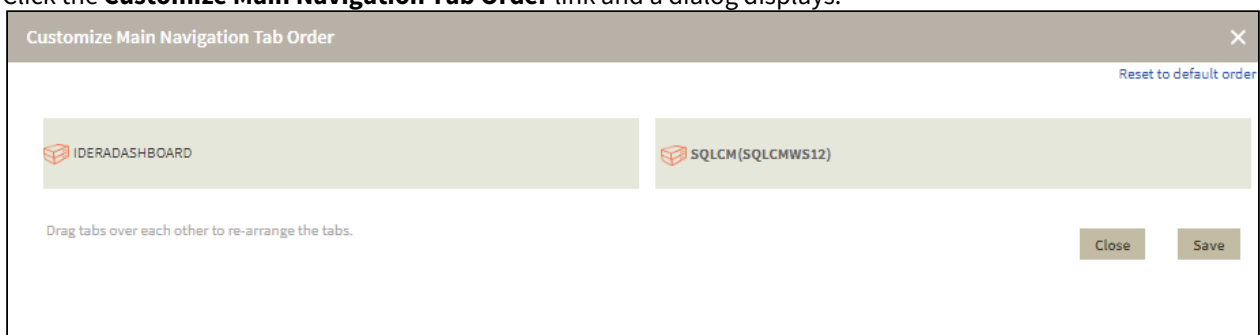 Click the Customize Main Navigation Tab Order link and a dialog displays.
Customize Main Navigation Tab Order
Reset to default order
IDERADASHBOARD
SQLCM(SQLCMWS12)
Drag tabs over each other to re-arrange the tabs.
Close
Save